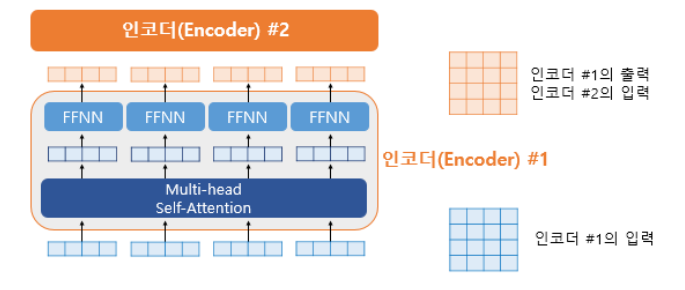 인코더(Encoder) #2
FFNN FFNN FFNN FFNN
Multi-head
Self-Attention
인코더(Encoder) #1
인코더 #1의 출력
인코더 #2의 입력
인코더 #1의 입력